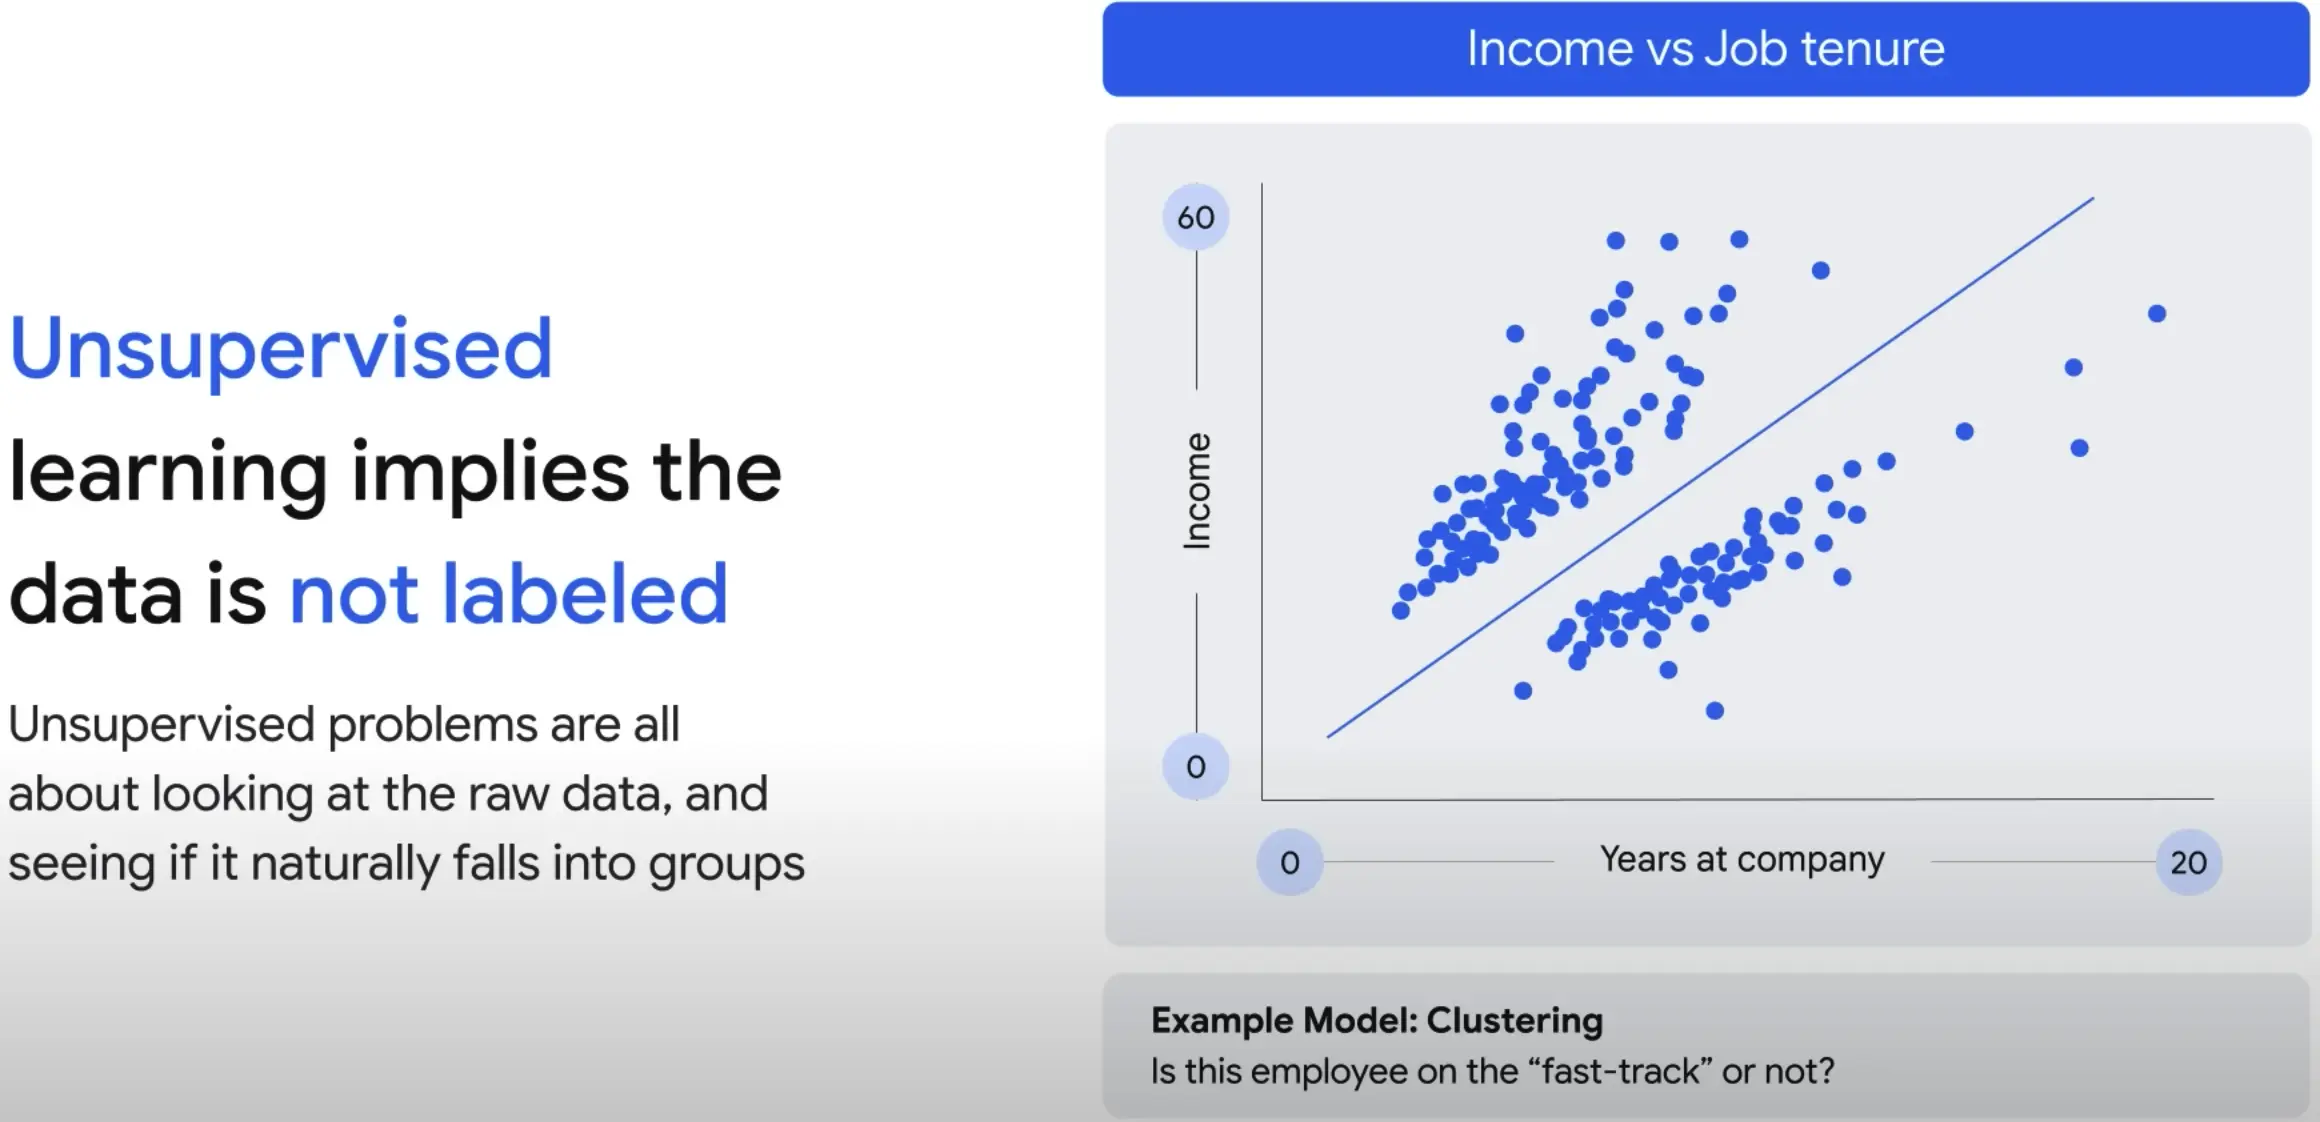 Unsupervised
learning implies the
data is not labeled
Unsupervised problems are all
about looking at the raw data, and
seeing if it naturally falls into groups
Income vs Job tenure
60
Income
0
0
Years at company
20
Example Model: Clustering
Is this employee on the “fast-track” or not?